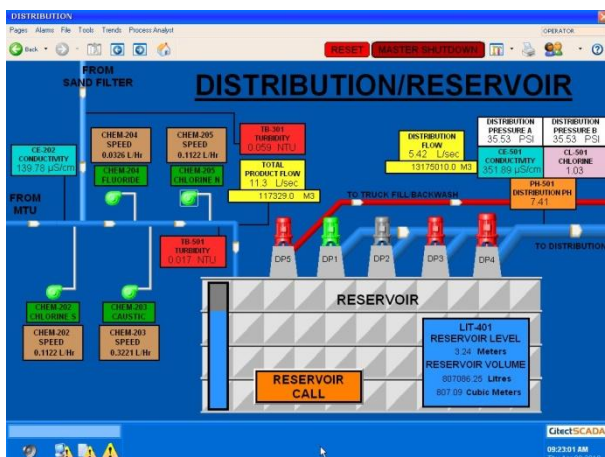 DISTRIBUTION
Pages Alarms File Tools Trends Process Analyst
OPERATOR
Back
RESET
MASTER SHUTDOWN
FROM
SAND FILTER
DISTRIBUTION/RESERVOIR
CE-202
CONDUCTIVITY
139.78 µS/cm
CHEM-204
SPEED
0.0326 L/Hr
CHEM-205
SPEED
0.1122 L/Hr
TB-301
TURBIDITY
0.059 NTU
DISTRIBUTION
FLOW
5.42 L/sec
13175010.0 M3
DISTRIBUTION
PRESSURE A
35.53 PSI
DISTRIBUTION
PRESSURE B
35.53 PSI
CE-501
CONDUCTIVITY
351.89 µS/cm
CL-501
CHLORINE
1.03
CHEM-204
FLUORIDE
CHEM-205
CHLORINE N
TOTAL
PRODUCT FLOW
11.3 L/sec
117329.0 M3
PH-501
DISTRIBUTION PH
7.41
FROM
MTU
TO TRUCK FILL/BACKWASH
TO DISTRIBUTION
TB-501
TURBIDITY
0.017 NTU
DP5
DP1
DP2
DP3
DP4
CHEM-202
CHLORINE S
CHEM-203
CAUSTIC
CHEM-202
SPEED
0.1122 L/Hr
CHEM-203
SPEED
0.3221 L/Hr
RESERVOIR
LIT-401
RESERVOIR LEVEL
3.24 Meters
RESERVOIR VOLUME
807086.25 Litres
807.09 Cubic Meters
RESERVOIR
CALL
CitectSCADA
09:23:01 AM